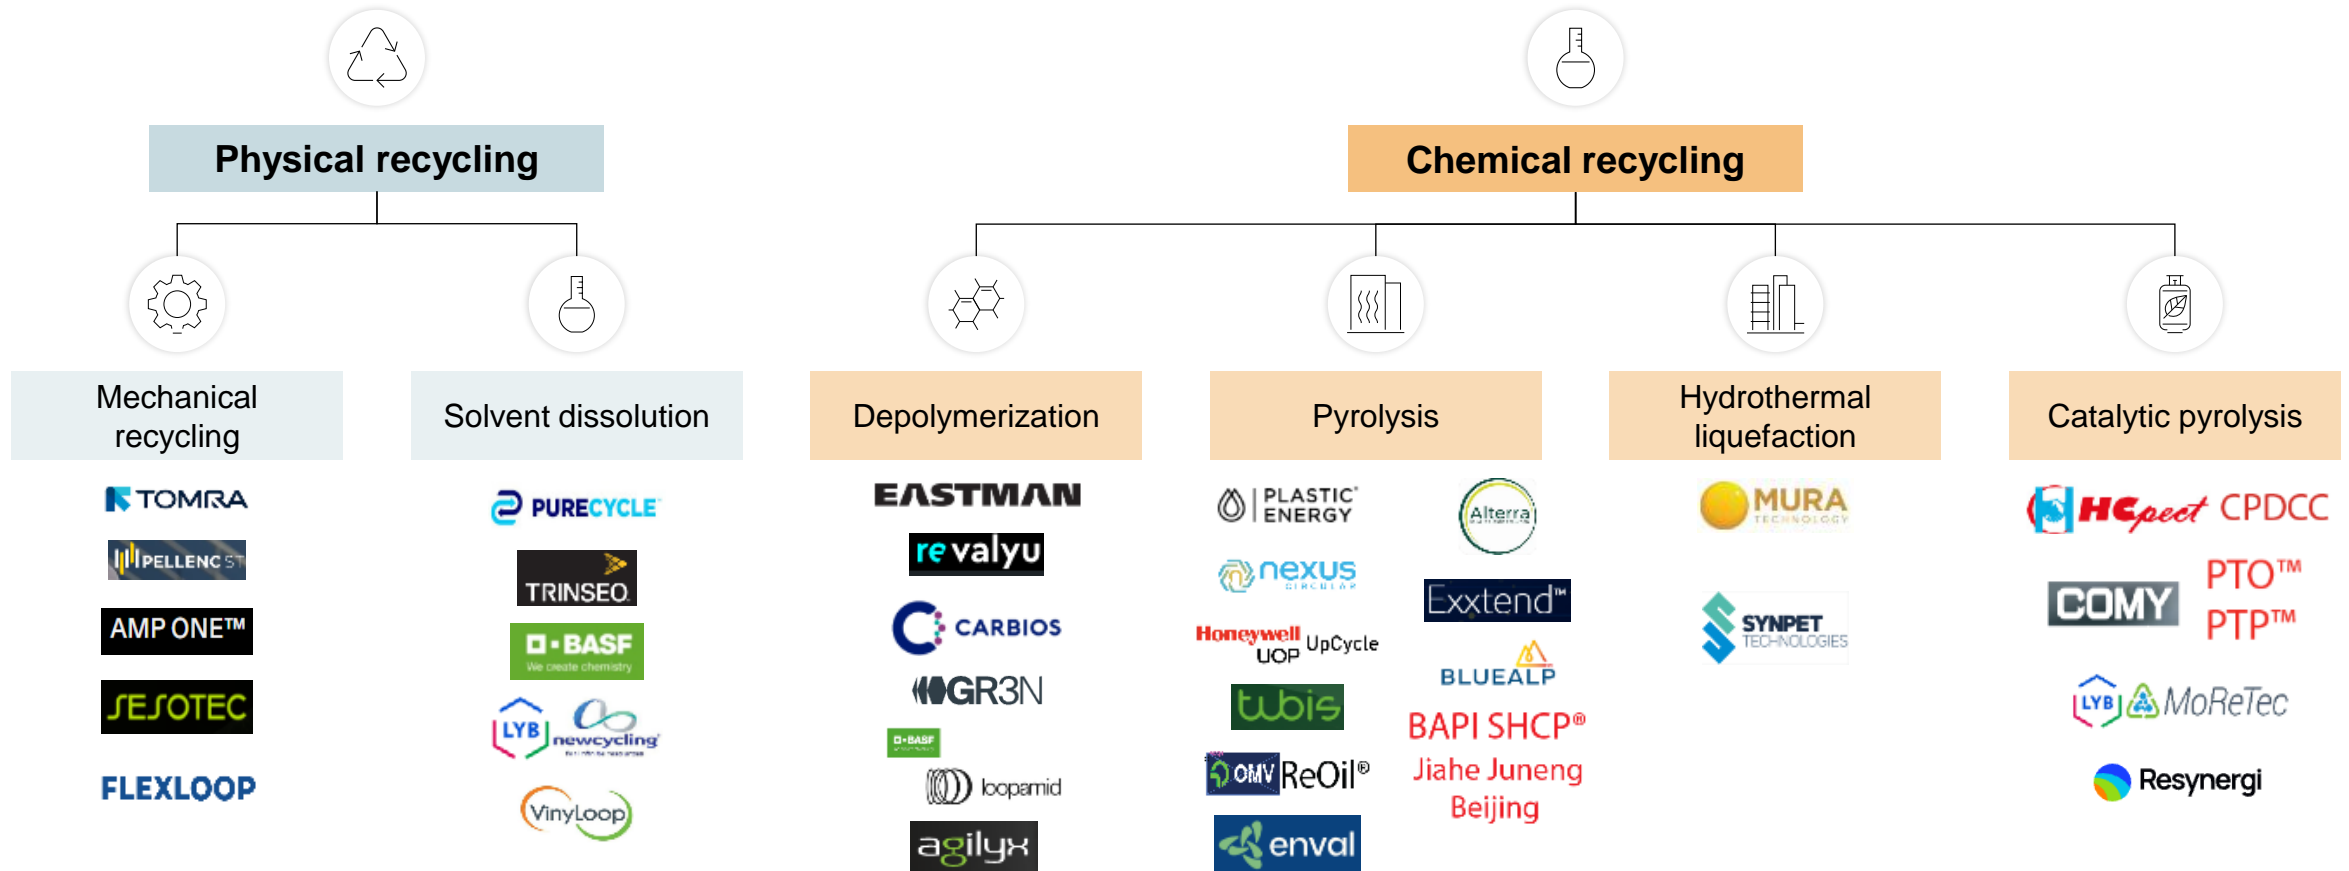 Physical recycling
Chemical recycling
Mechanical
recycling
Solvent dissolution
Depolymerization
Pyrolysis
Hydrothermal
liquefaction
Catalytic pyrolysis
TOMRA
PELLENC ST
AMP ONE™
SESOTEC
FLEXLOOP
PURECYCLE™
TRINSEO
BASF
We create chemistry
LYB
newcycling
VinyLoop
EASTMAN
revalyu
CARBIOS
GR3N
BASF
loopamid
agilyx
PLASTIC
ENERGY
nexus
CIRCULAR
Honeywell
UOP UpCycle
tubis
OMV ReOil®
enval
Alterra
Exxtend™
BLUEALP
BAPI SHCP®
Jiahe Juneng
Beijing
MURA
TECHNOLOGY
SYNPET
TECHNOLOGIES
HCpect CPDCC
COMY
PTO™
PTP™
LYB MoReTec
Resynergi